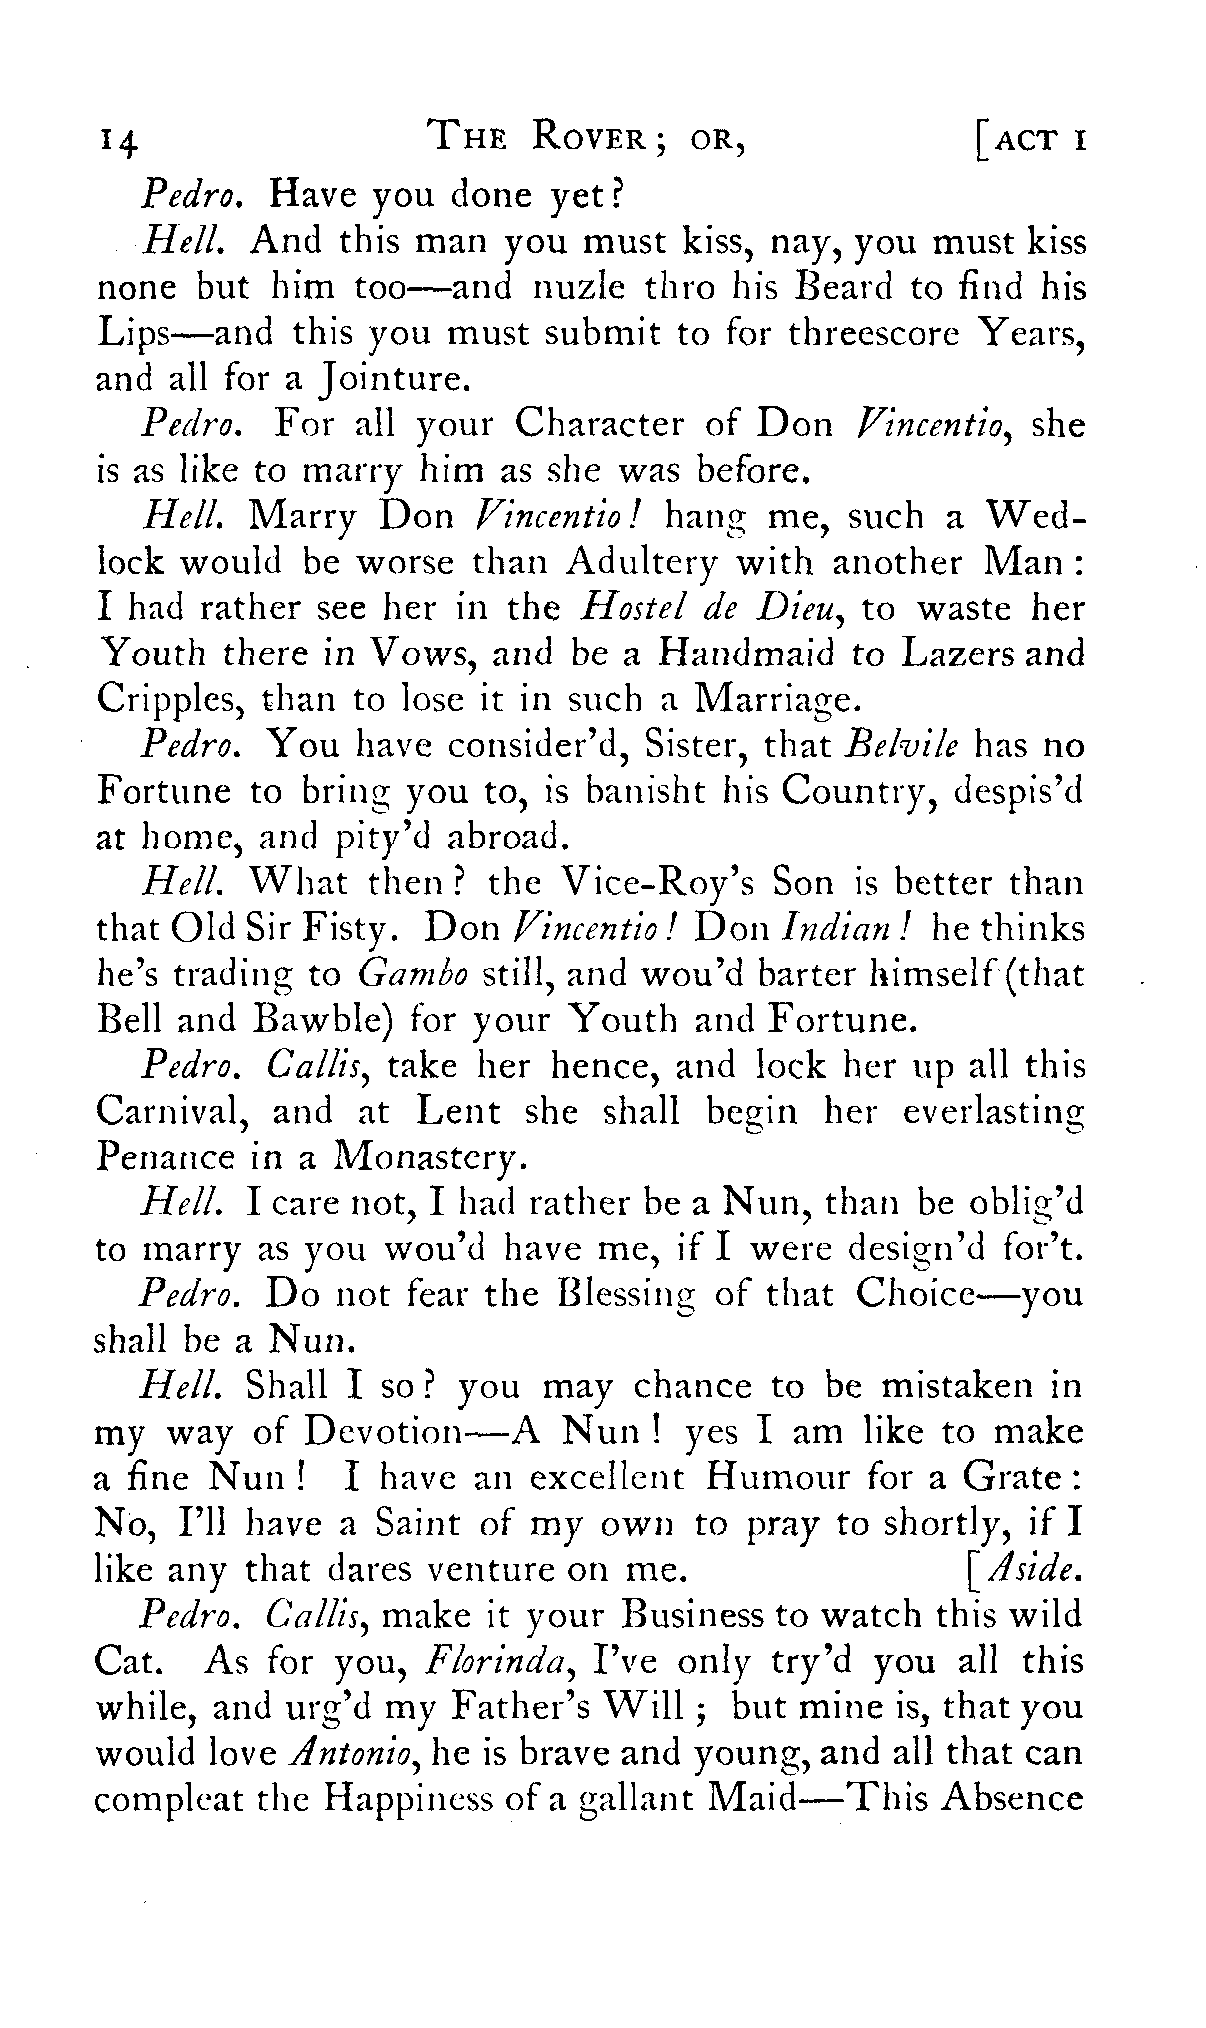 14 THE ROVER; OR, [ACT I
Pedro. Have you done yet?
Hell. And this man you must kiss, nay, you must kiss
none but him too—and nuzle thro his Beard to find his
Lips—and this you must submit to for threescore Years,
and all for a Jointure.
Pedro. For all your Character of Don Vincentio, she
is as like to marry him as she was before.
Hell. Marry Don Vincentio! hang me, such a Wed-
lock would be worse than Adultery with another Man:
I had rather see her in the Hostel de Dieu, to waste her
Youth there in Vows, and be a Handmaid to Lazers and
Cripples, than to lose it in such a Marriage.
Pedro. You have consider'd, Sister, that Belvile has no
Fortune to bring you to, is banisht his Country, despis'd
at home, and pity'd abroad.
Hell. What then? the Vice-Roy's Son is better than
that Old Sir Fisty. Don Vincentio! Don Indian! he thinks
he's trading to Gambo still, and wou'd barter himself (that
Bell and Bawble) for your Youth and Fortune.
Pedro. Callis, take her hence, and lock her up all this
Carnival, and at Lent she shall begin her everlasting
Penance in a Monastery.
Hell. I care not, I had rather be a Nun, than be oblig'd
to marry as you wou'd have me, if I were design'd for't.
Pedro. Do not fear the Blessing of that Choice—you
shall be a Nun.
Hell. Shall I so? you may chance to be mistaken in
my way of Devotion—A Nun! yes I am like to make
a fine Nun! I have an excellent Humour for a Grate:
No, I'll have a Saint of my own to pray to shortly, if I
like any that dares venture on me. [Aside.
Pedro. Callis, make it your Business to watch this wild
Cat. As for you, Florinda, I've only try'd you all this
while, and urg'd my Father's Will; but mine is, that you
would love Antonio, he is brave and young, and all that can
compleat the Happiness of a gallant Maid—This Absence